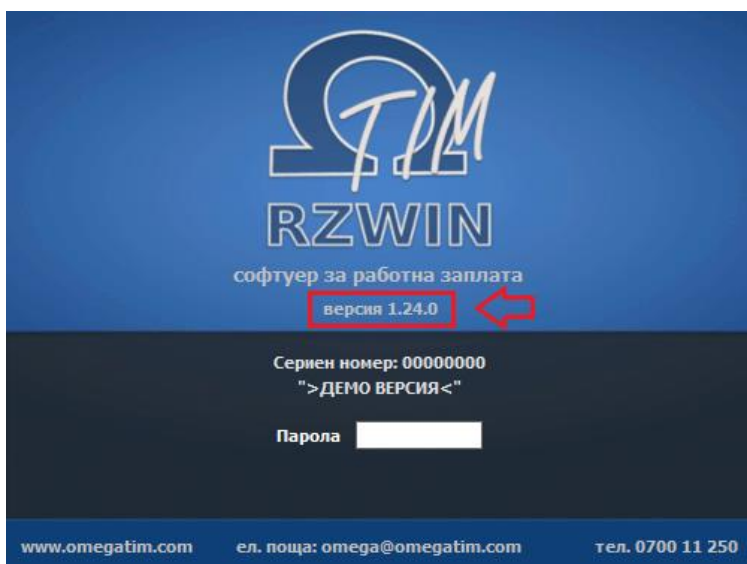 TIM
RZWIN
софтуер за работна заплата
версия 1.24.0
Сериен номер: 00000000
">ДЕМО ВЕРСИЯ<"
Парола
www.omegatim.com ел. поща: omega@omegatim.com тел. 0700 11 250